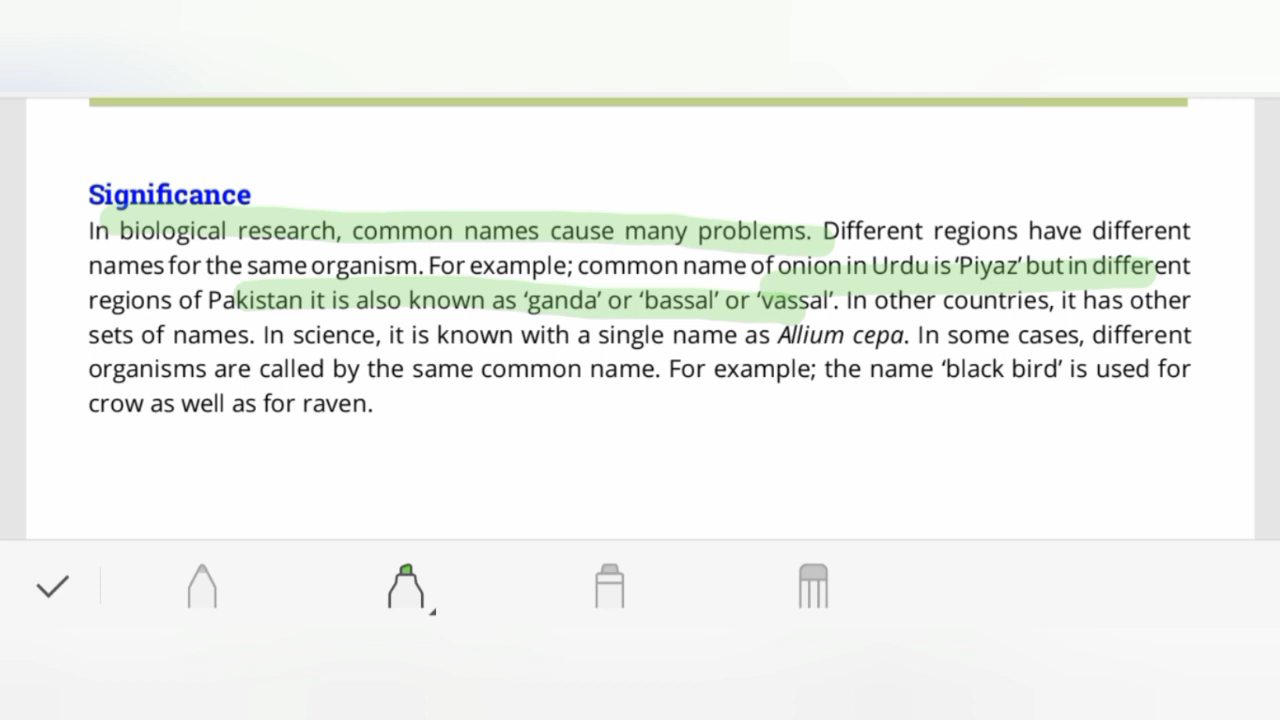 Significance
In biological research, common names cause many problems. Different regions have different
names for the same organism. For example; common name of onion in Urdu is ‘Piyaz’ but in different
regions of Pakistan it is also known as ‘ganda’ or ‘bassal’ or ‘vassal’. In other countries, it has other
sets of names. In science, it is known with a single name as Allium cepa. In some cases, different
organisms are called by the same common name. For example; the name ‘black bird’ is used for
crow as well as for raven.